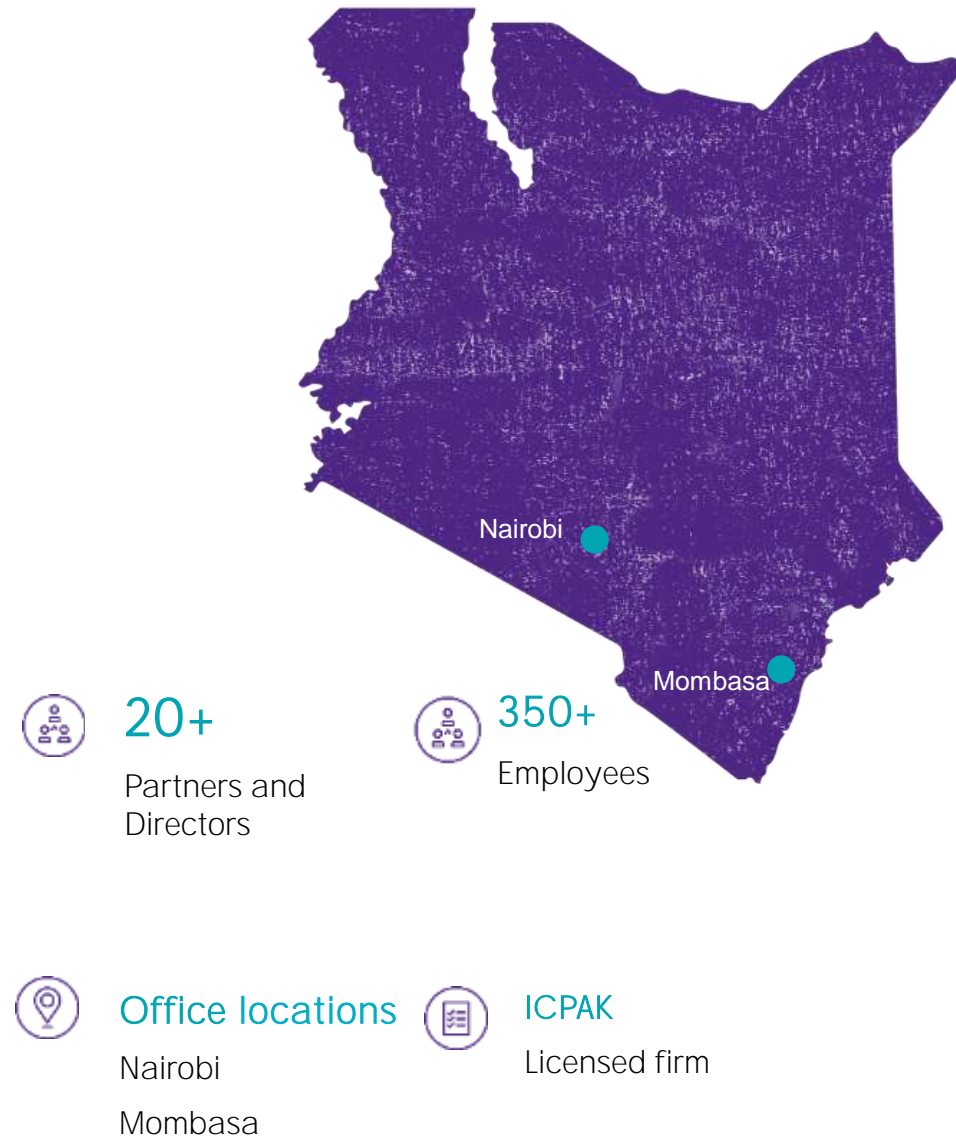 Nairobi
Mombasa
20+
Partners and
Directors
350+
Employees
Office locations
Nairobi
Mombasa
ICPAK
Licensed firm